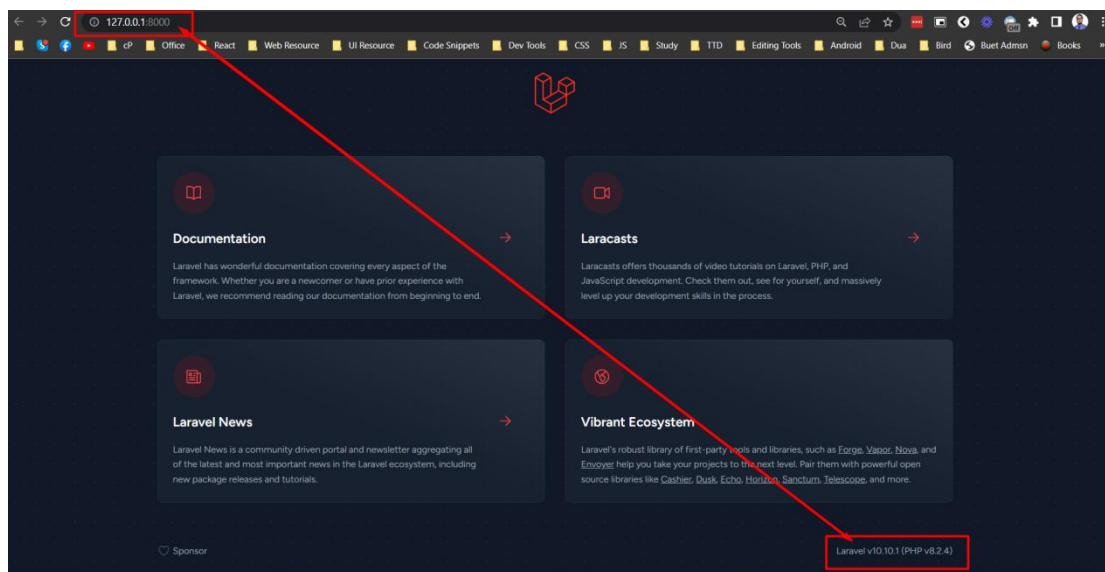 127.0.0.1:8000
Off
cP Office React Web Resource UI Resource Code Snippets Dev Tools CSS JS Study TTD Editing Tools Android Dua Bird Buet Admsn Books »
Documentation
Laravel has wonderful documentation covering every aspect of the
framework. Whether you are a newcomer or have prior experience with
Laravel, we recommend reading our documentation from beginning to end.
Laracasts
Laracasts offers thousands of video tutorials on Laravel, PHP, and
JavaScript development. Check them out, see for yourself, and massively
level up your development skills in the process.
Laravel News
Laravel News is a community driven portal and newsletter aggregating all
of the latest and most important news in the Laravel ecosystem, including
new package releases and tutorials.
Vibrant Ecosystem
Laravel's robust library of first-party tools and libraries, such as Forge, Vapor, Nova, and
Envoyer help you take your projects to the next level. Pair them with powerful open
source libraries like Cashier, Dusk, Echo, Horizon, Sanctum, Telescope, and more.
Sponsor
Laravel v10.10.1 (PHP v8.2.4)